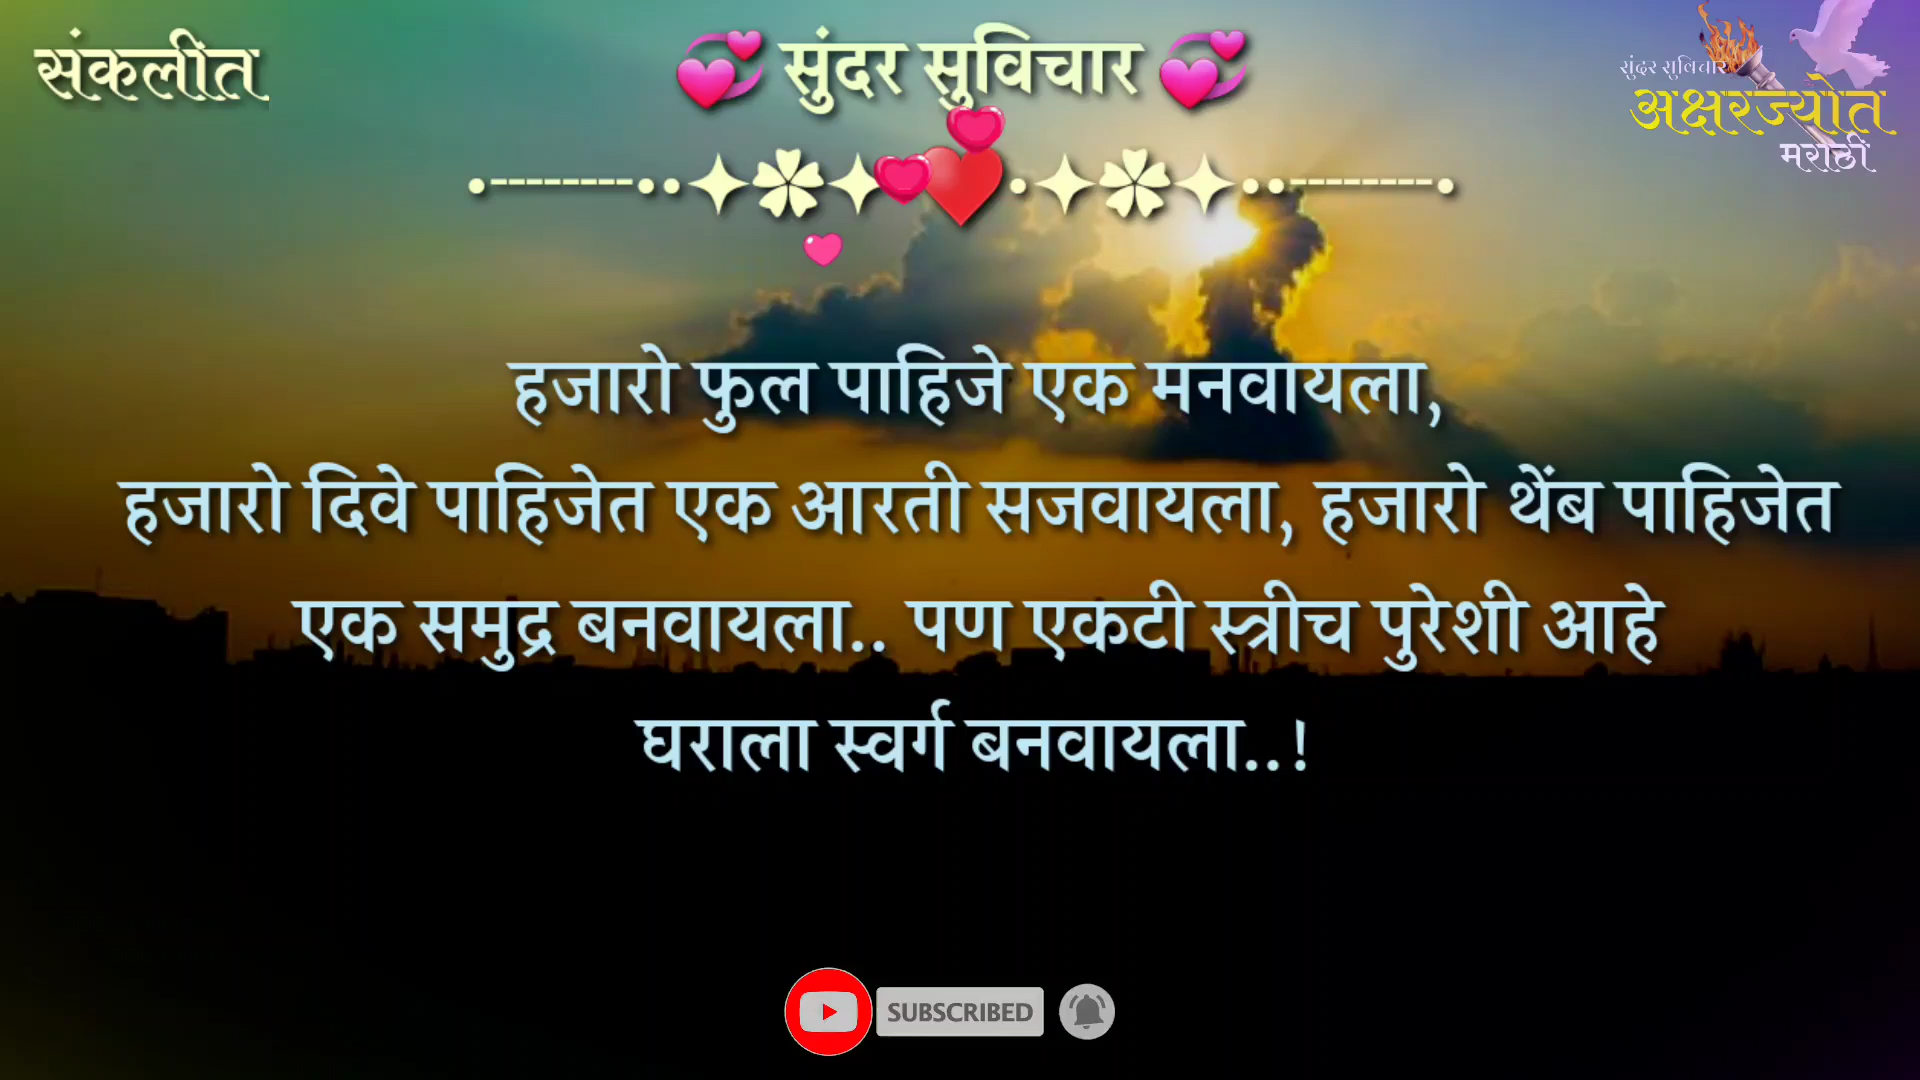 संकलीत
💞 सुंदर सुविचार 💞
सुंदर सुविचार
अक्षरज्योत
मराठी
हजारो फुल पाहिजे एक मनवायला,
हजारो दिवे पाहिजेत एक आरती सजवायला, हजारो थेंब पाहिजेत
एक समुद्र बनवायला.. पण एकटी स्त्रीच पुरेशी आहे
घराला स्वर्ग बनवायला..!
SUBSCRIBED